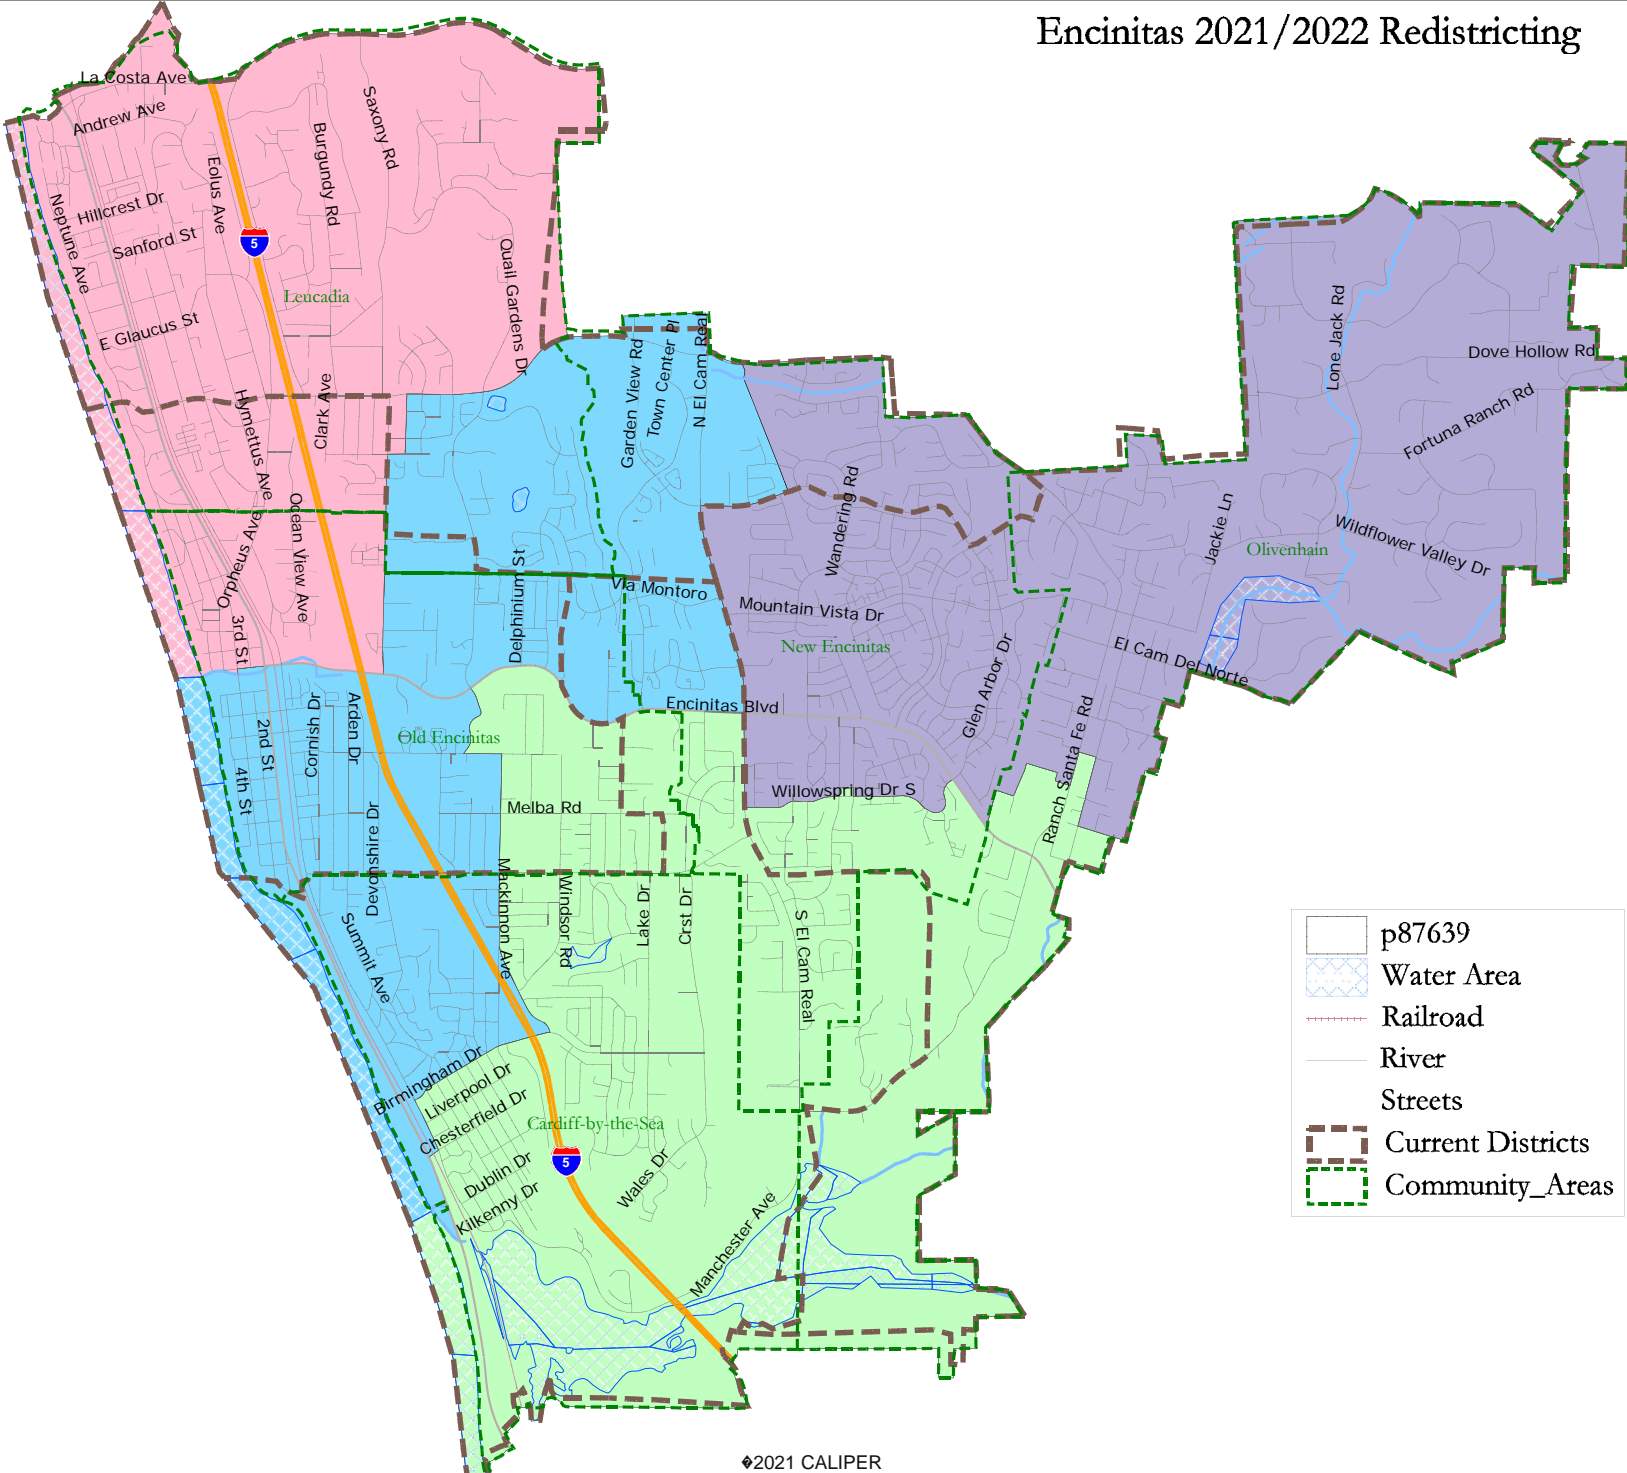 Encinitas 2021/2022 Redistricting
La Costa Ave
Andrew Ave
Saxony Rd
Burgundy Rd
Eolus Ave
Neptune Ave
Hillcrest Dr
Sanford St
5
Quail Gardens Dr
Leucadia
E Glaucus St
Lone Jack Rd
Dove Hollow Rd
Garden View Rd
Town Center Pl
N El Cam Real
Hymettus Ave
Clark Ave
Fortuna Ranch Rd
Wandering Rd
Jackie Ln
Ocean View Ave
Orpheus Ave
Wildflower Valley Dr
Olivenhain
Delphinium St
Via Montoro
Mountain Vista Dr
3rd St
New Encinitas
Glen Arbor Dr
El Cam Del Norte
Encinitas Blvd
2nd St
Cornish Dr
Arden Dr
Old Encinitas
Ranch Santa Fe Rd
4th St
Willowspring Dr S
Melba Rd
Devonshire Dr
Mackinnon Ave
Windsor Rd
Lake Dr
Crst Dr
Summit Ave
S El Cam Real
Birmingham Dr
Liverpool Dr
Chesterfield Dr
Cardiff-by-the-Sea
5
Dublin Dr
Wales Dr
Kilkenny Dr
Manchester Ave
p87639
Water Area
Railroad
River
Streets
Current Districts
Community_Areas
�2021 CALIPER